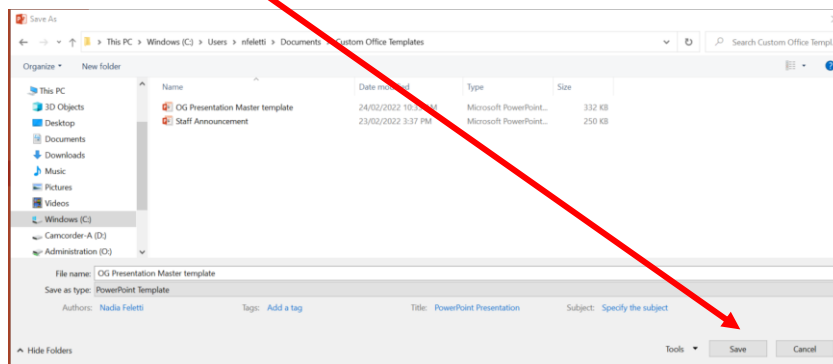 Save As
This PC > Windows (C:) > Users > nfeletti > Documents > Custom Office Templates
Search Custom Office Templ
Organize New folder
Name Date modified Type Size
This PC
3D Objects
Desktop
Documents
Downloads
Music
Pictures
Videos
Windows (C:)
Camcorder-A (D:)
Administration (O:)
OG Presentation Master template 24/02/2022 Microsoft PowerPoint... 332 KB
Staff Announcement 23/02/2022 3:37 PM Microsoft PowerPoint... 250 KB
File name: OG Presentation Master template
Save as type: PowerPoint Template
Authors: Nadia Feletti Tags: Add a tag Title: PowerPoint Presentation Subject: Specify the subject
Hide Folders Tools Save Cancel